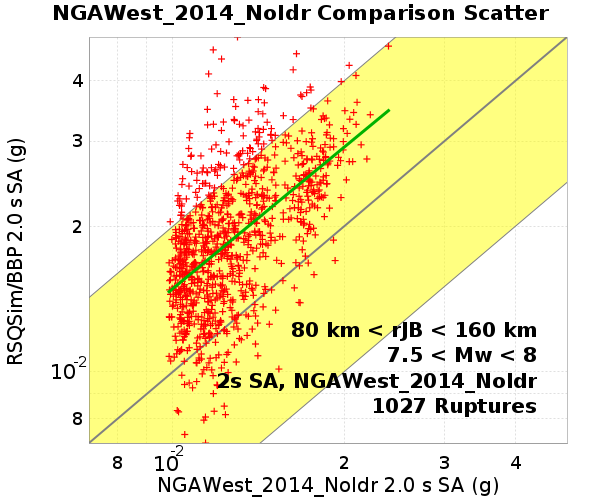 NGAWest_2014_NoIdr Comparison Scatter
RSQSim/BBP 2.0 s SA (g)
4
3
2
10-2
8
80 km < rJB < 160 km
7.5 < Mw < 8
2s SA, NGAWest_2014_NoIdr
1027 Ruptures
8 10-2 2 3 4
NGAWest_2014_NoIdr 2.0 s SA (g)